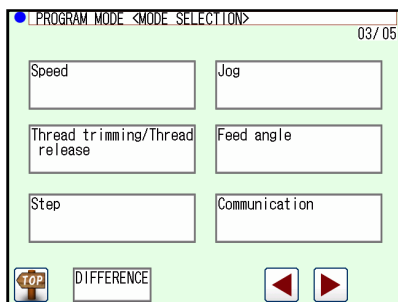 PROGRAM MODE <MODE SELECTION>
03/05
Speed
Jog
Thread trimming/Thread
release
Feed angle
Step
Communication
TOP
DIFFERENCE